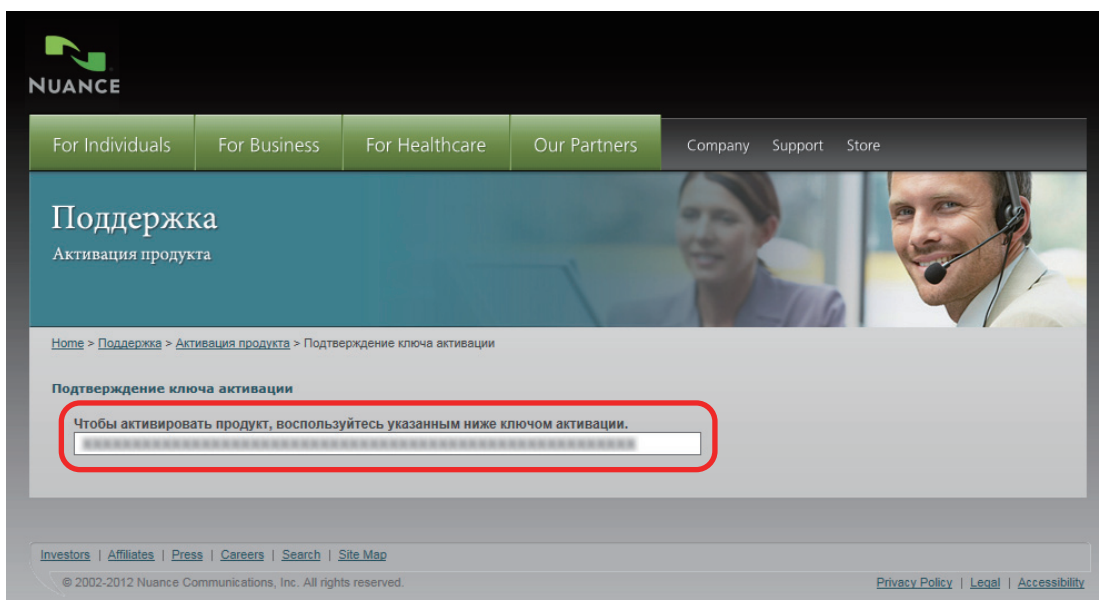 NUANCE
For Individuals For Business For Healthcare Our Partners Company Support Store
Поддержка
Активация продукта
Home > Поддержка > Активация продукта > Подтверждение ключа активации
Подтверждение ключа активации
Чтобы активировать продукт, воспользуйтесь указанным ниже ключом активации.
Investors | Affiliates | Press | Careers | Search | Site Map
© 2002-2012 Nuance Communications, Inc. All rights reserved. Privacy Policy | Legal | Accessibility